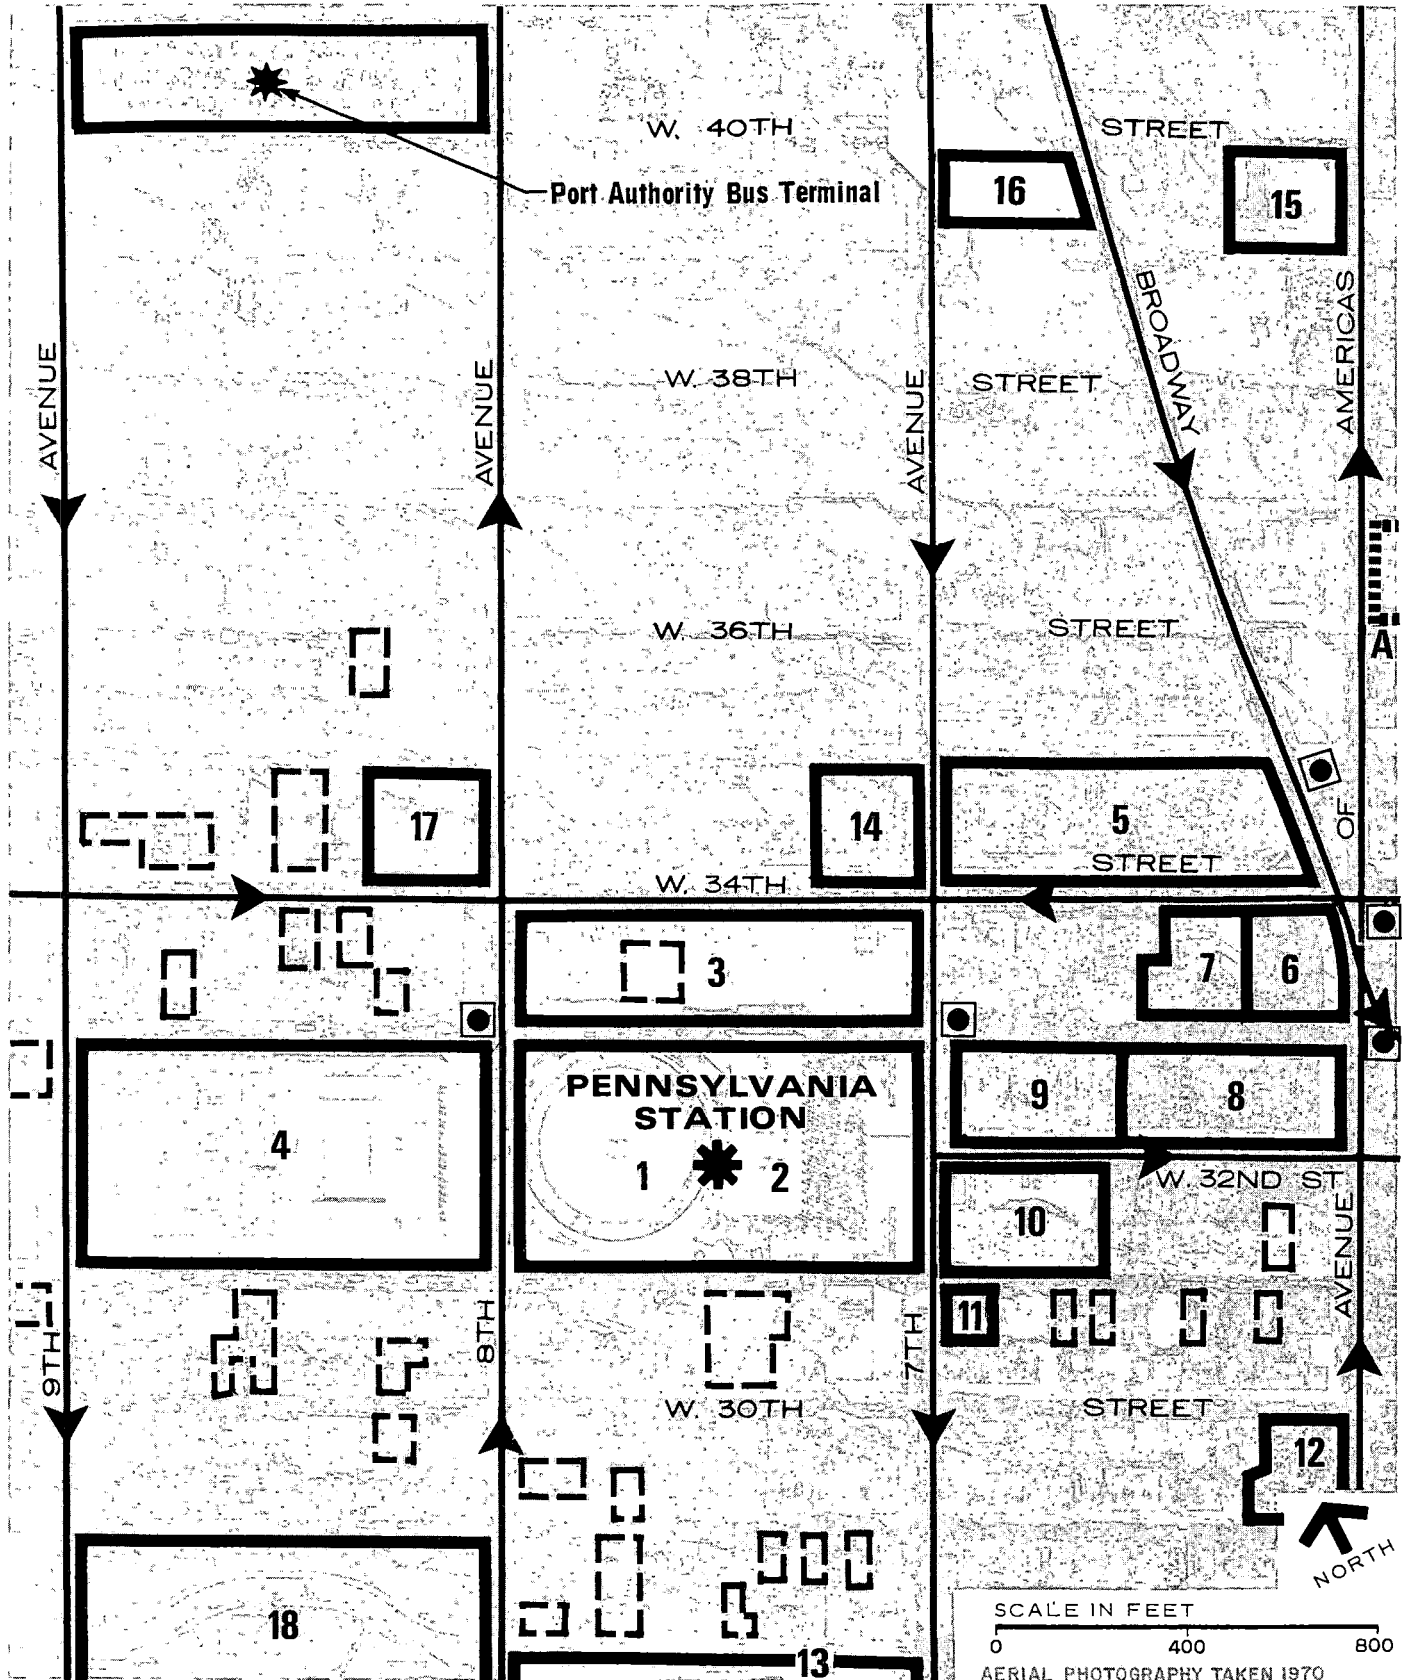 W. 40TH
STREET
Port Authority Bus Terminal
16
15
BROADWAY
AMERICAS
AVENUE
AVENUE
AVENUE
W. 38TH
STREET
W. 36TH
STREET
A
17
14
5
STREET
OF
W. 34TH
3
7
6
PENNSYLVANIA
STATION
4
1
2
9
8
W. 32ND ST
10
AVENUE
11
9TH
8TH
7TH
W. 30TH
STREET
12
NORTH
18
13
SCALE IN FEET
0 400 800
AERIAL PHOTOGRAPHY TAKEN 1970